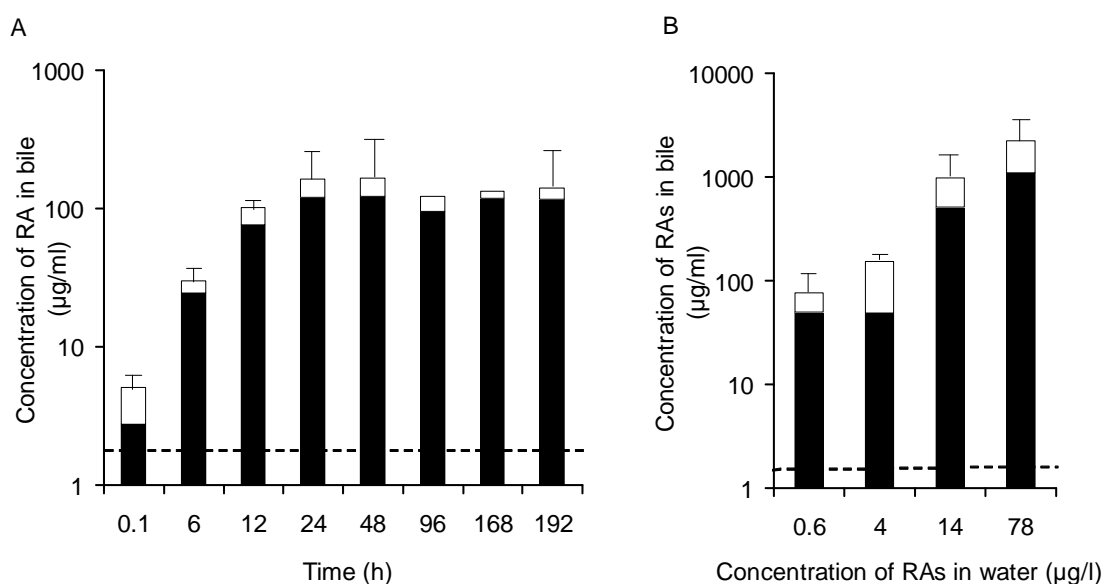 A
Concentration of RA in bile
(µg/ml)
1000
100
10
1
0.1 6 12 24 48 96 168 192
Time (h)
B
Concentration of RAs in bile
(µg/ml)
10000
1000
100
10
1
0.6 4 14 78
Concentration of RAs in water (µg/l)